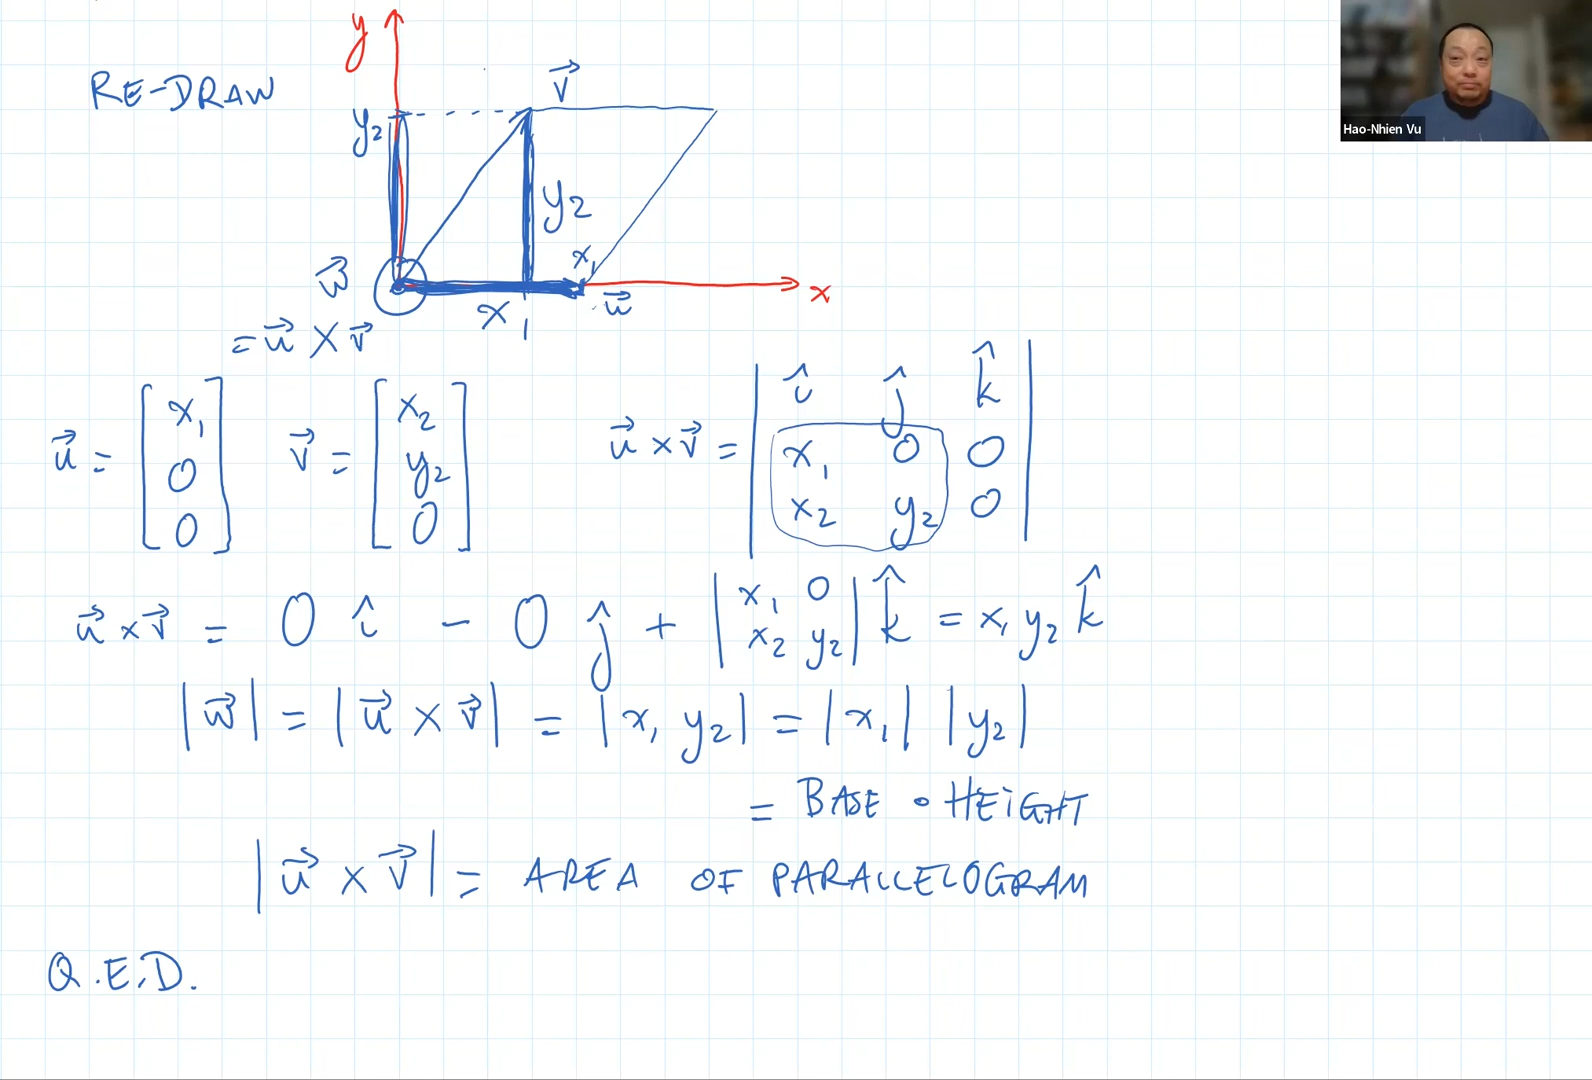 y
Hao-Nhien Vu
RE-DRAW
v⃗
y₂
y₂
x₁
w⃗
x
x₁
u⃗
= u⃗ × v⃗
u⃗ = [x₁ 0 0] v⃗ = [x₂ y₂ 0] u⃗ × v⃗ = | î ĵ k̂ |
| x₁ 0 0 |
| x₂ y₂ 0 |
u⃗ × v⃗ = 0 î − 0 ĵ + | x₁ 0 | k̂ = x₁ y₂ k̂
| x₂ y₂ |
|w⃗| = |u⃗ × v⃗| = |x₁ y₂| = |x₁| |y₂|
= BASE · HEIGHT
|u⃗ × v⃗| = AREA OF PARALLELOGRAM
Q.E.D.